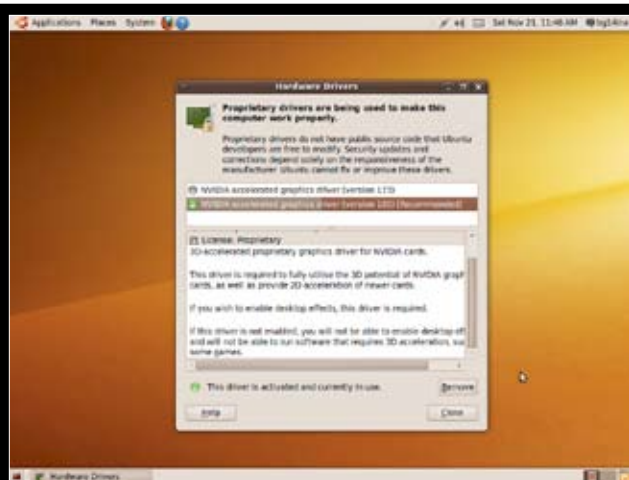 Applications Places System Sat Nov 21, 11:48 AM
Hardware Drivers
Proprietary drivers are being used to make this
computer work properly.
Proprietary drivers do not have public source code that Ubuntu
developers are free to modify. Security updates and
corrections depend solely on the responsiveness of the
manufacturer. Ubuntu cannot fix or improve these drivers.
NVIDIA accelerated graphics driver (version 173)
NVIDIA accelerated graphics driver (version 185) [Recommended]
License: Proprietary
3D-accelerated proprietary graphics driver for NVIDIA cards.
This driver is required to fully utilise the 3D potential of NVIDIA graph
cards, as well as provide 2D acceleration of newer cards.
If you wish to enable desktop effects, this driver is required.
If this driver is not enabled, you will not be able to enable desktop eff
and will not be able to run software that requires 3D acceleration, suc
some games.
This driver is activated and currently in use. Remove
Help Close
Hardware Drivers